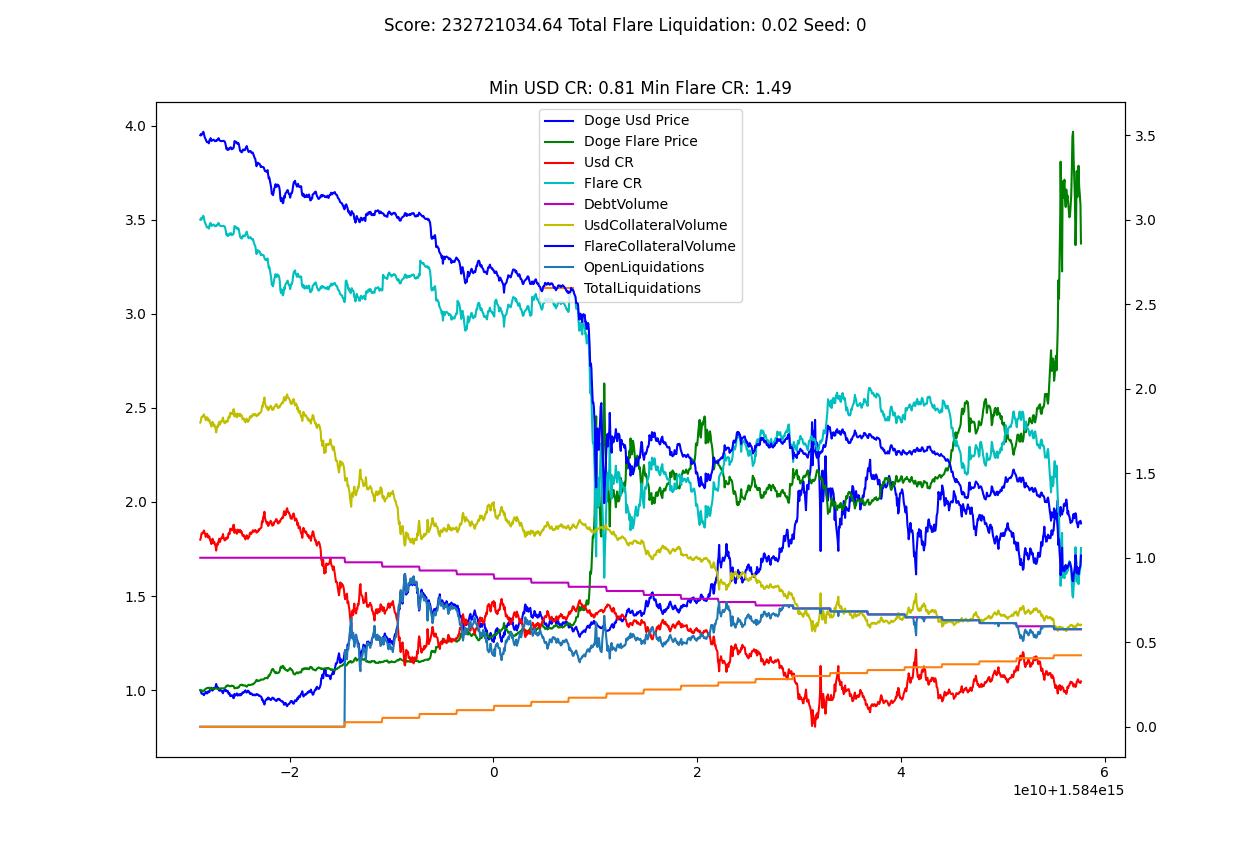 Score: 232721034.64 Total Flare Liquidation: 0.02 Seed: 0
Min USD CR: 0.81 Min Flare CR: 1.49
Doge Usd Price
Doge Flare Price
Usd CR
Flare CR
DebtVolume
UsdCollateralVolume
FlareCollateralVolume
OpenLiquidations
TotalLiquidations
4.0
3.5
3.0
2.5
2.0
1.5
1.0
3.5
3.0
2.5
2.0
1.5
1.0
0.5
0.0
−2 0 2 4 6
1e10+1.584e15